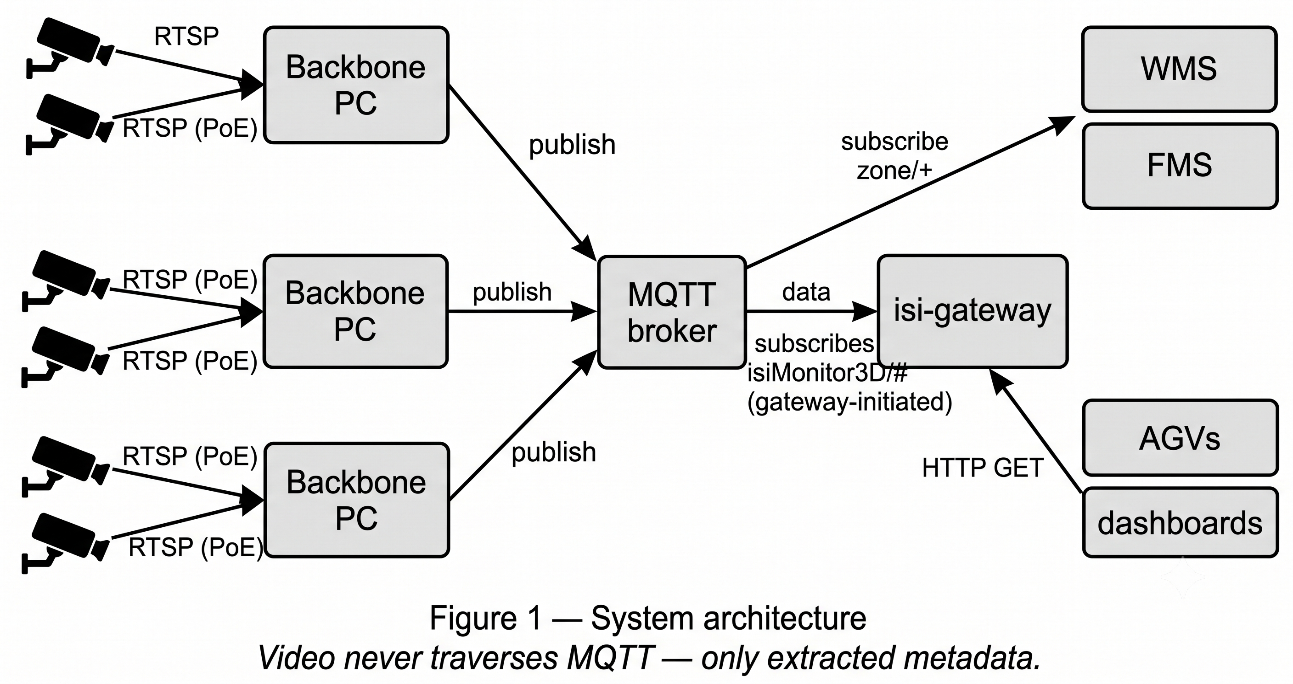 RTSP
RTSP (PoE)
Backbone
PC
publish
RTSP (PoE)
RTSP (PoE)
Backbone
PC
publish
RTSP (PoE)
RTSP (PoE)
Backbone
PC
publish
MQTT
broker
subscribe
zone/+
WMS
FMS
data
subscribes
isiMonitor3D/#
(gateway-initiated)
isi-gateway
HTTP GET
AGVs
dashboards
Figure 1 — System architecture
Video never traverses MQTT — only extracted metadata.